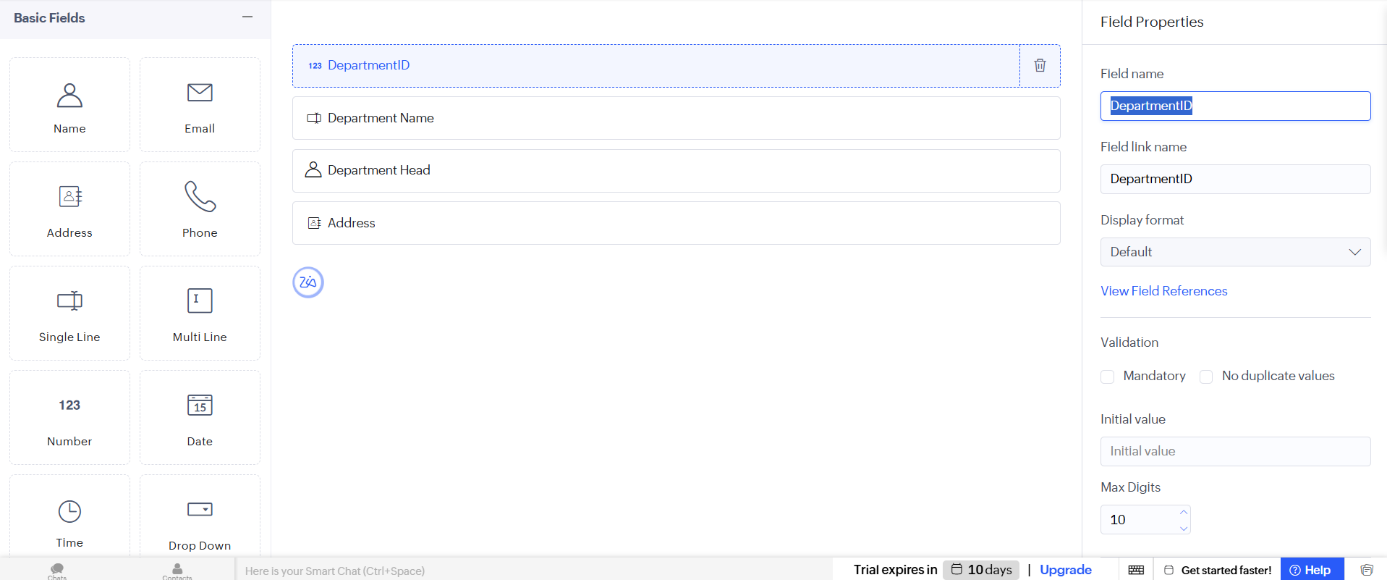 Basic Fields
Name
Email
Address
Phone
Single Line
Multi Line
123
Number
15
Date
Time
Drop Down
Chats
Contacts
123 DepartmentID
Department Name
Department Head
Address
Zia
Field Properties
Field name
DepartmentID
Field link name
DepartmentID
Display format
Default
View Field References
Validation
Mandatory
No duplicate values
Initial value
Initial value
Max Digits
10
Here is your Smart Chat (Ctrl+Space)
Trial expires in 10 days | Upgrade
Get started faster!
Help